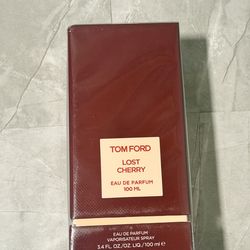 TOM FORD
LOST
CHERRY
EAU DE PARFUM
100 ML
EAU DE PARFUM
VAPORISATEUR SPRAY
3.4 FL. OZ./OZ. LIQ./100 ml ℮